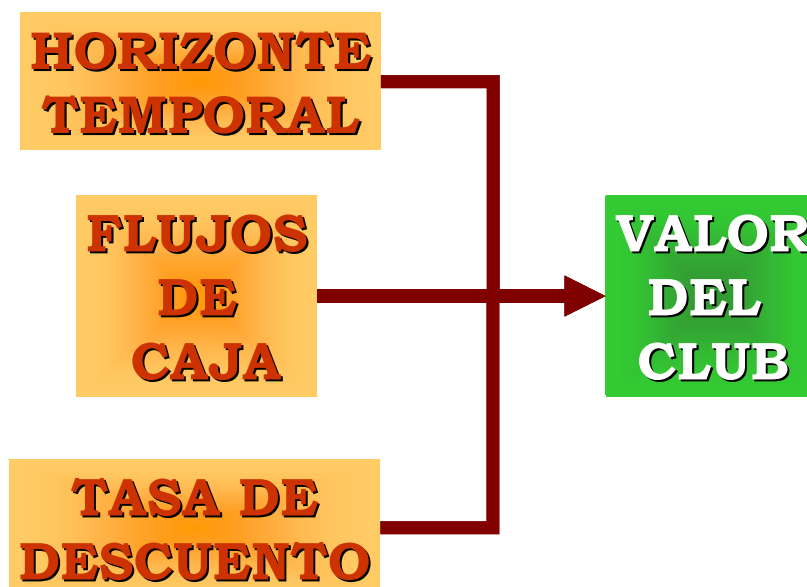 HORIZONTE
TEMPORAL
FLUJOS
DE
CAJA
TASA DE
DESCUENTO
VALOR
DEL
CLUB